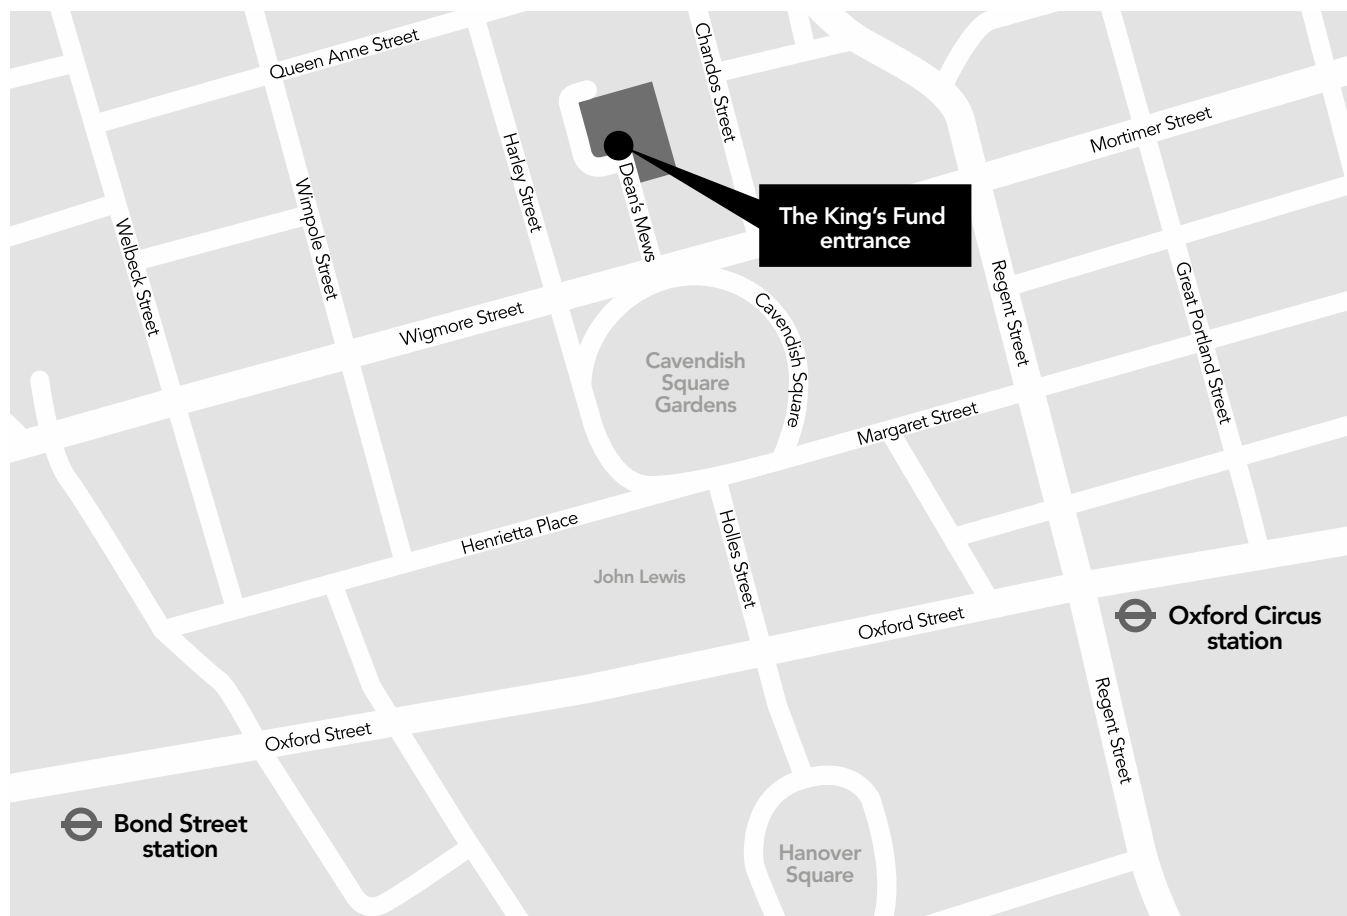 Queen Anne Street
Chandos Street
Mortimer Street
Harley Street
Dean's Mews
Wimpole Street
Welbeck Street
The King's Fund
entrance
Regent Street
Great Portland Street
Wigmore Street
Cavendish Square
Cavendish
Square
Gardens
Margaret Street
Henrietta Place
Holles Street
John Lewis
Oxford Street
Oxford Circus
station
Regent Street
Oxford Street
Bond Street
station
Hanover
Square